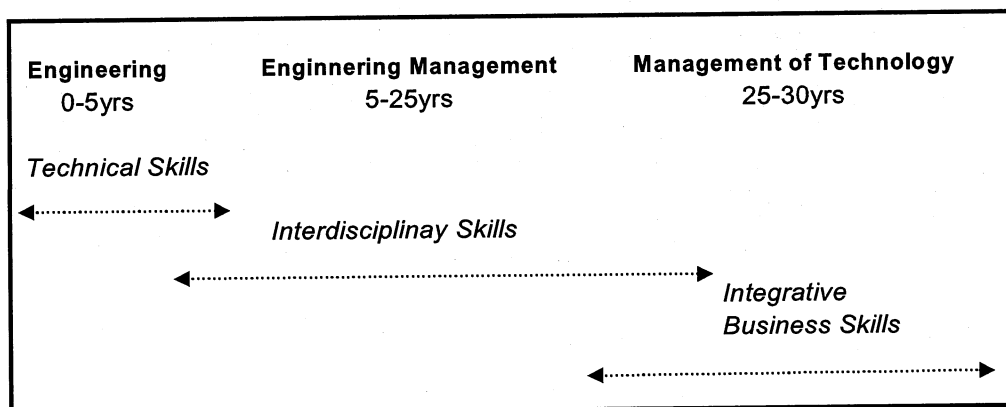 Engineering
0-5yrs
Enginnering Management
5-25yrs
Management of Technology
25-30yrs
Technical Skills
Interdisciplinay Skills
Integrative
Business Skills